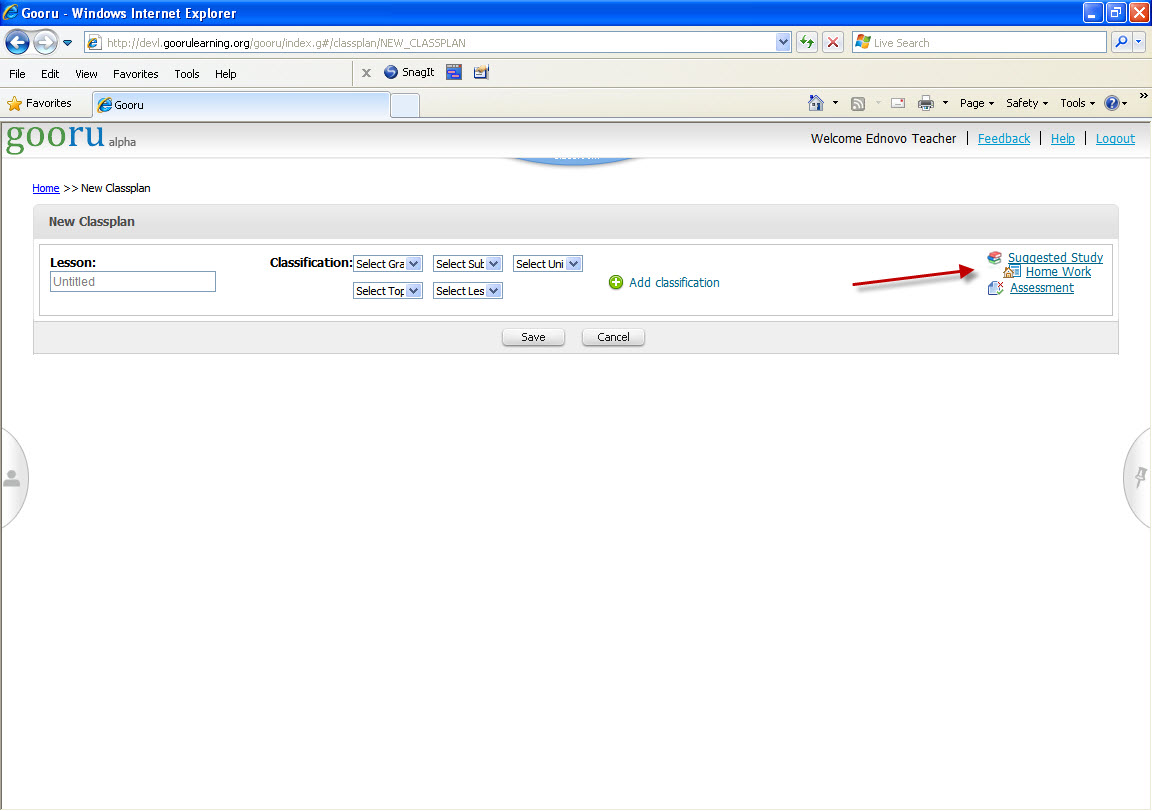 Gooru - Windows Internet Explorer
http://devl.goorulearning.org/gooru/index.g#/classplan/NEW_CLASSPLAN Live Search
File Edit View Favorites Tools Help x SnagIt
Favorites Gooru Page Safety Tools
gooru alpha Welcome Ednovo Teacher | Feedback | Help | Logout
Home >> New Classplan
New Classplan
Lesson: Classification: Select Gra Select Sub Select Uni Suggested Study
Untitled Add classification Home Work
Select Top Select Les Assessment
Save Cancel